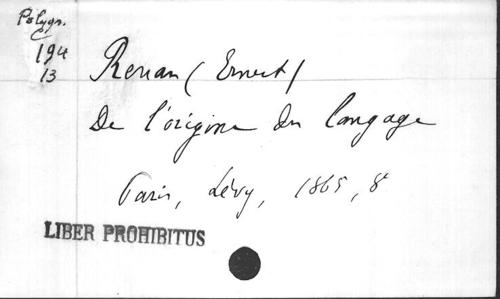 Polygr.
C
194
13
Renan (Ernest)
De l'origine du langage
Paris, Lévy, 1865, 8°
LIBER PROHIBITUS